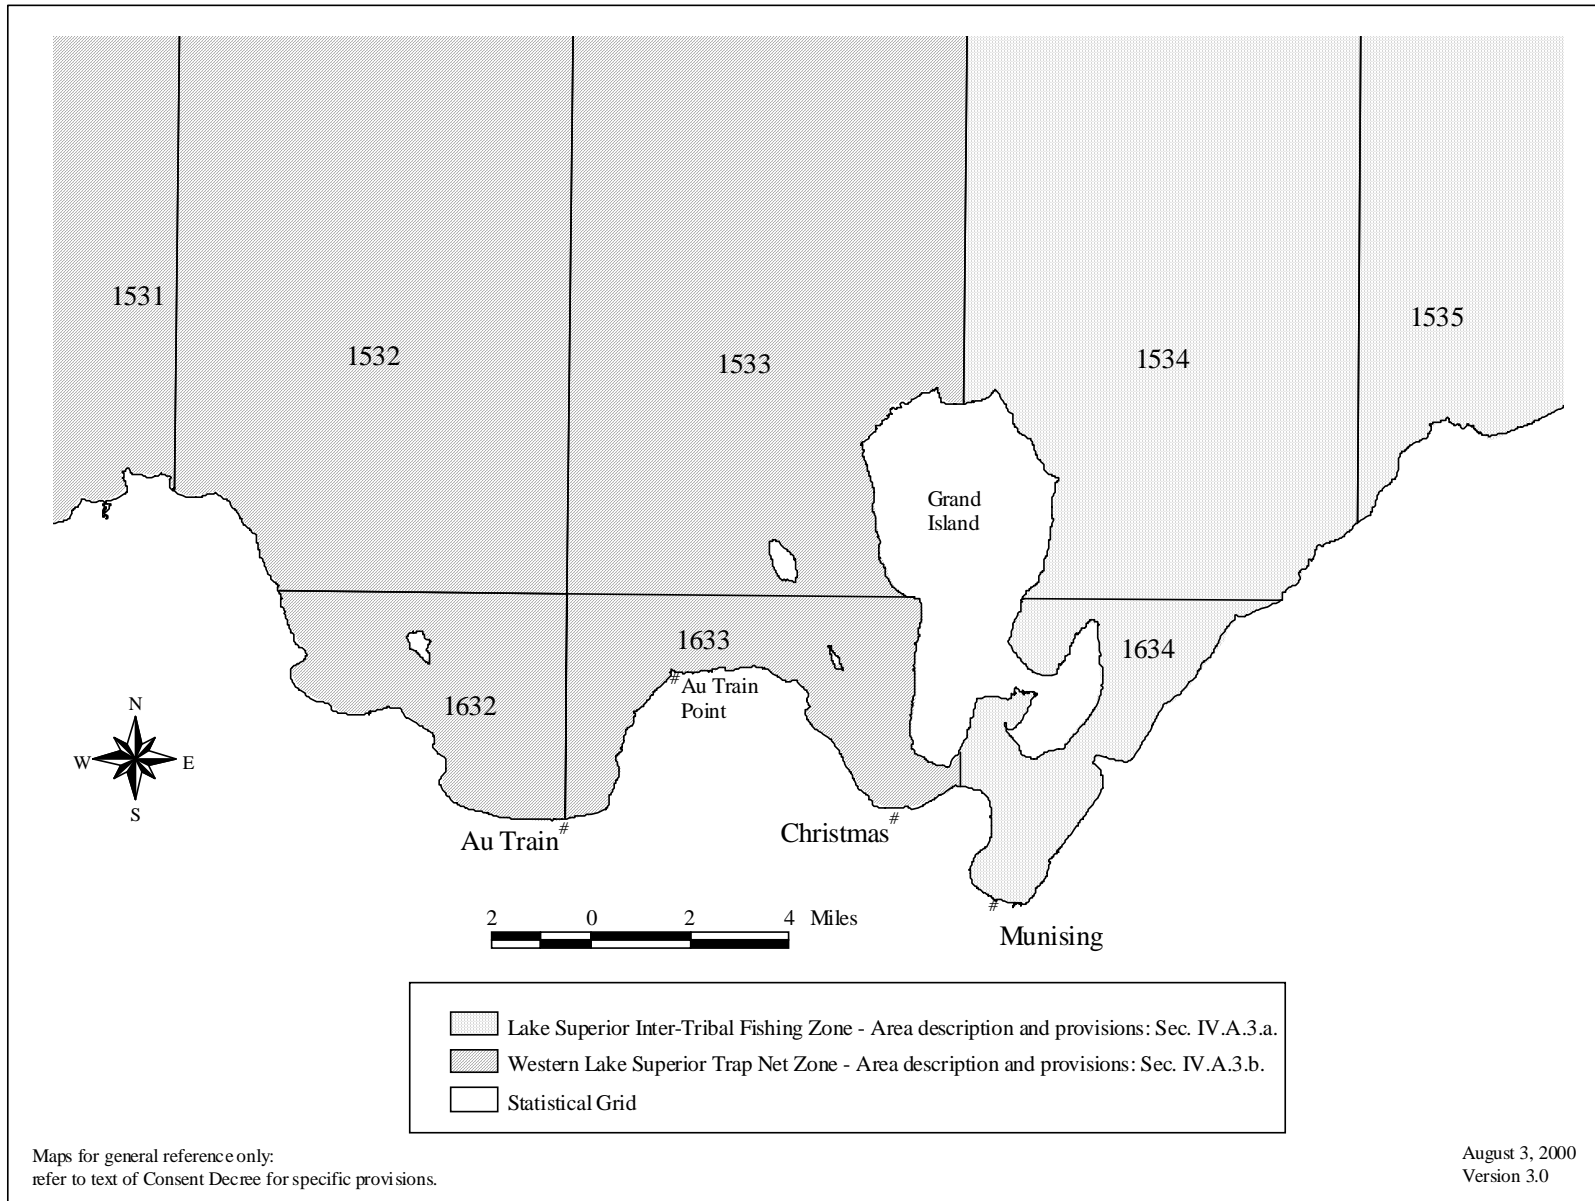 1531
1532
1533
1534
1535
Grand
Island
1632
1633
1634
Au Train
Point
N
W E
S
Au Train #
#
Christmas #
#
Munising
2 0 2 4 Miles
Lake Superior Inter-Tribal Fishing Zone - Area description and provisions: Sec. IV.A.3.a.
Western Lake Superior Trap Net Zone - Area description and provisions: Sec. IV.A.3.b.
Statistical Grid
Maps for general reference only:
refer to text of Consent Decree for specific provisions.
August 3, 2000
Version 3.0